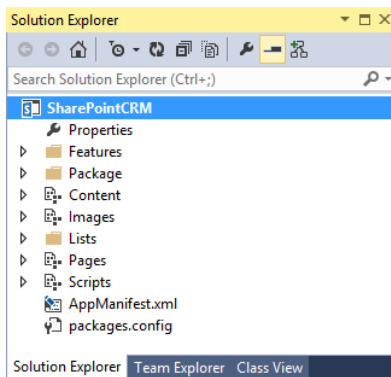 Solution Explorer
Search Solution Explorer (Ctrl+;)
SharePointCRM
Properties
Features
Package
Content
Images
Lists
Pages
Scripts
AppManifest.xml
packages.config
Solution Explorer Team Explorer Class View